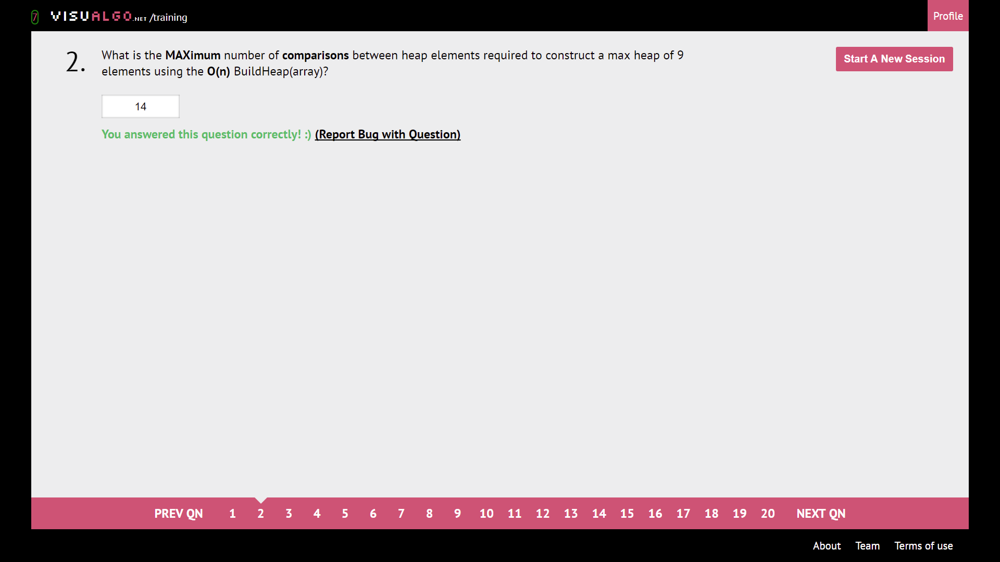 7 VISUALGO.NET /training
Profile
2.
What is the MAXimum number of comparisons between heap elements required to construct a max heap of 9
elements using the O(n) BuildHeap(array)?
Start A New Session
14
You answered this question correctly! :) (Report Bug with Question)
PREV QN 1 2 3 4 5 6 7 8 9 10 11 12 13 14 15 16 17 18 19 20 NEXT QN
About Team Terms of use